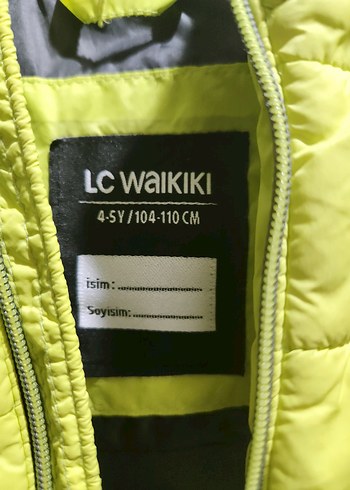 LC WAIKIKI
4-5Y / 104-110 CM
İsim: ........................
Soyisim: ....................